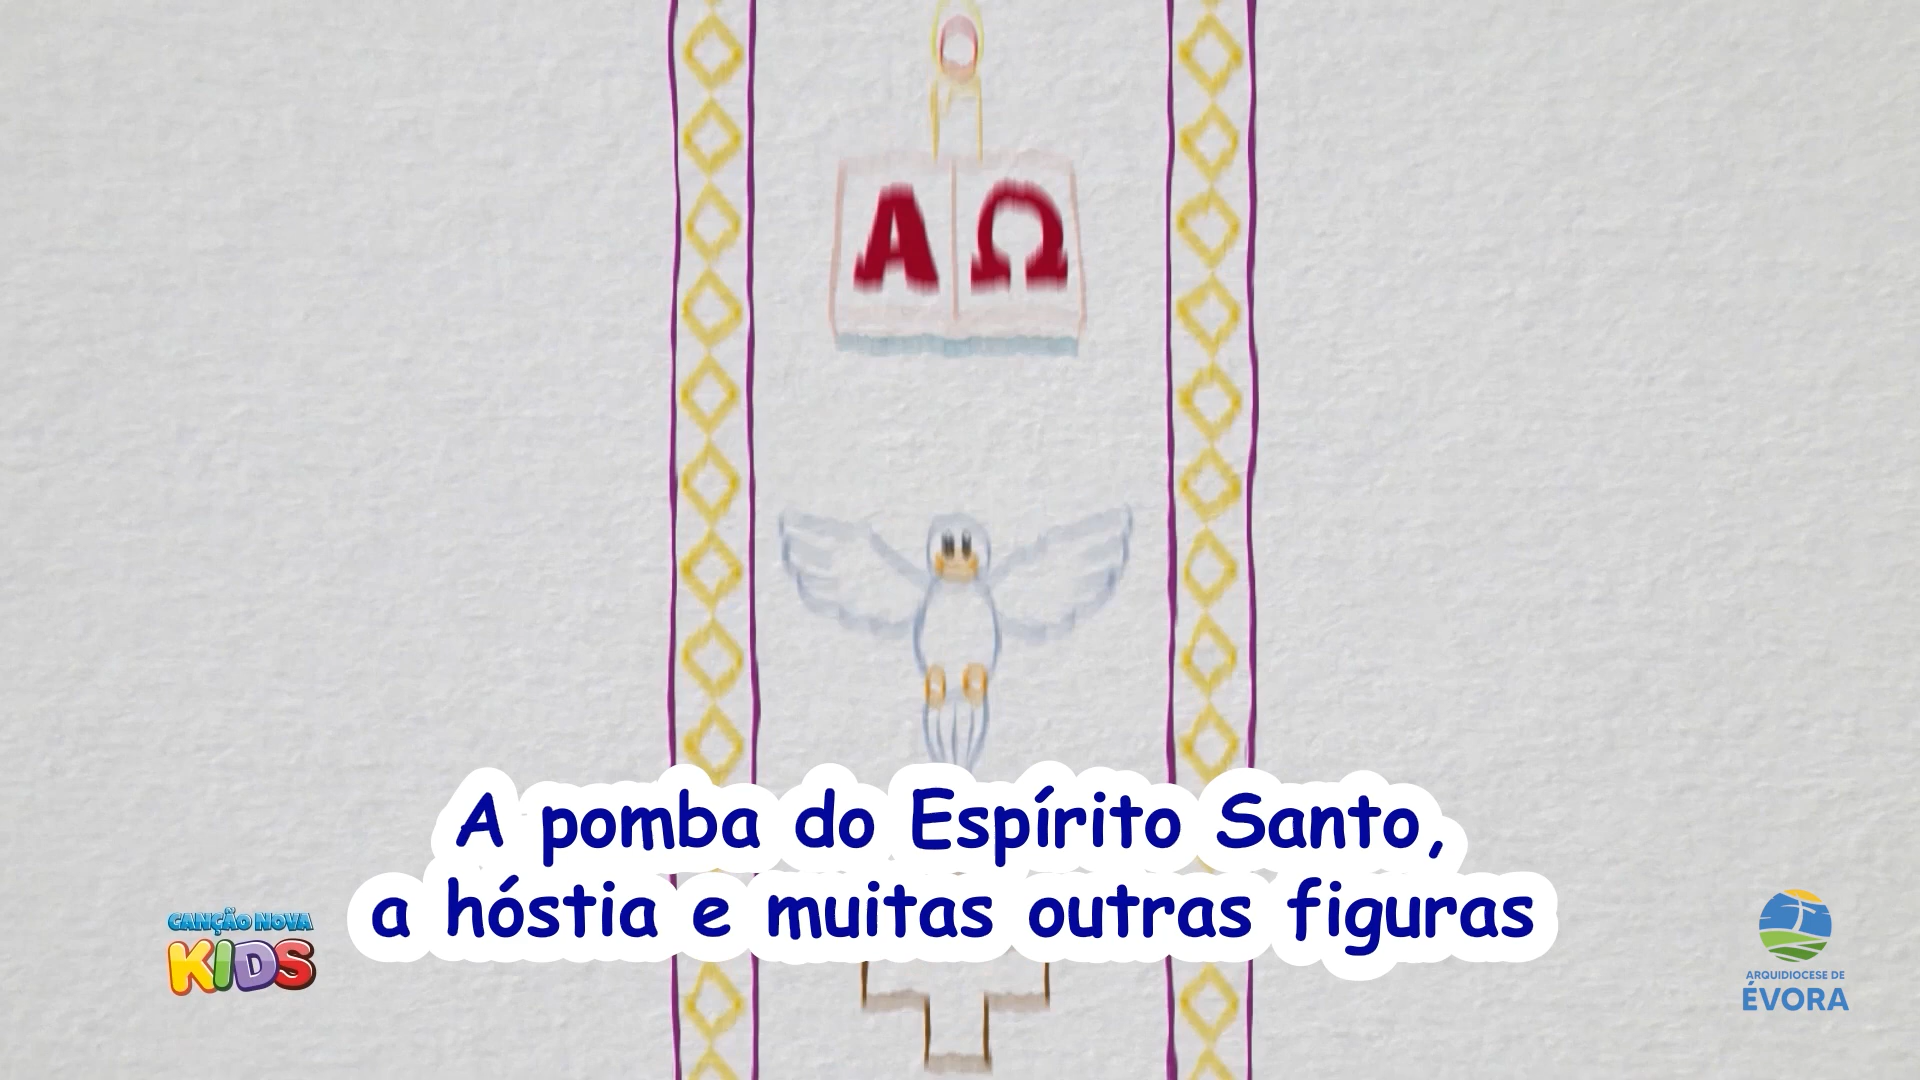 Α Ω
A pomba do Espírito Santo,
a hóstia e muitas outras figuras
CANÇÃO NOVA
KIDS
ARQUIDIOCESE DE
ÉVORA